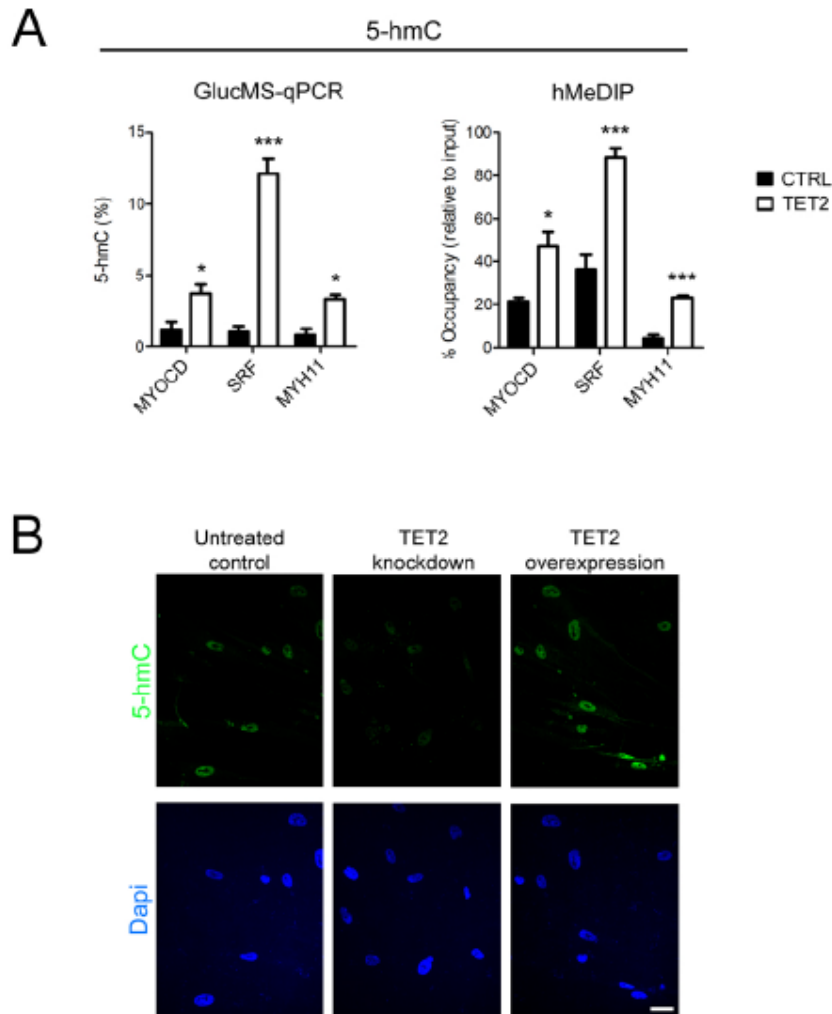 A
5-hmC
GlucMS-qPCR
hMeDIP
15
10
5
0
5-hmC (%)
*
***
*
MYOCD
SRF
MYH11
100
80
60
40
20
0
% Occupancy (relative to input)
*
***
***
MYOCD
SRF
MYH11
CTRL
TET2
B
Untreated
control
TET2
knockdown
TET2
overexpression
5-hmC
Dapi